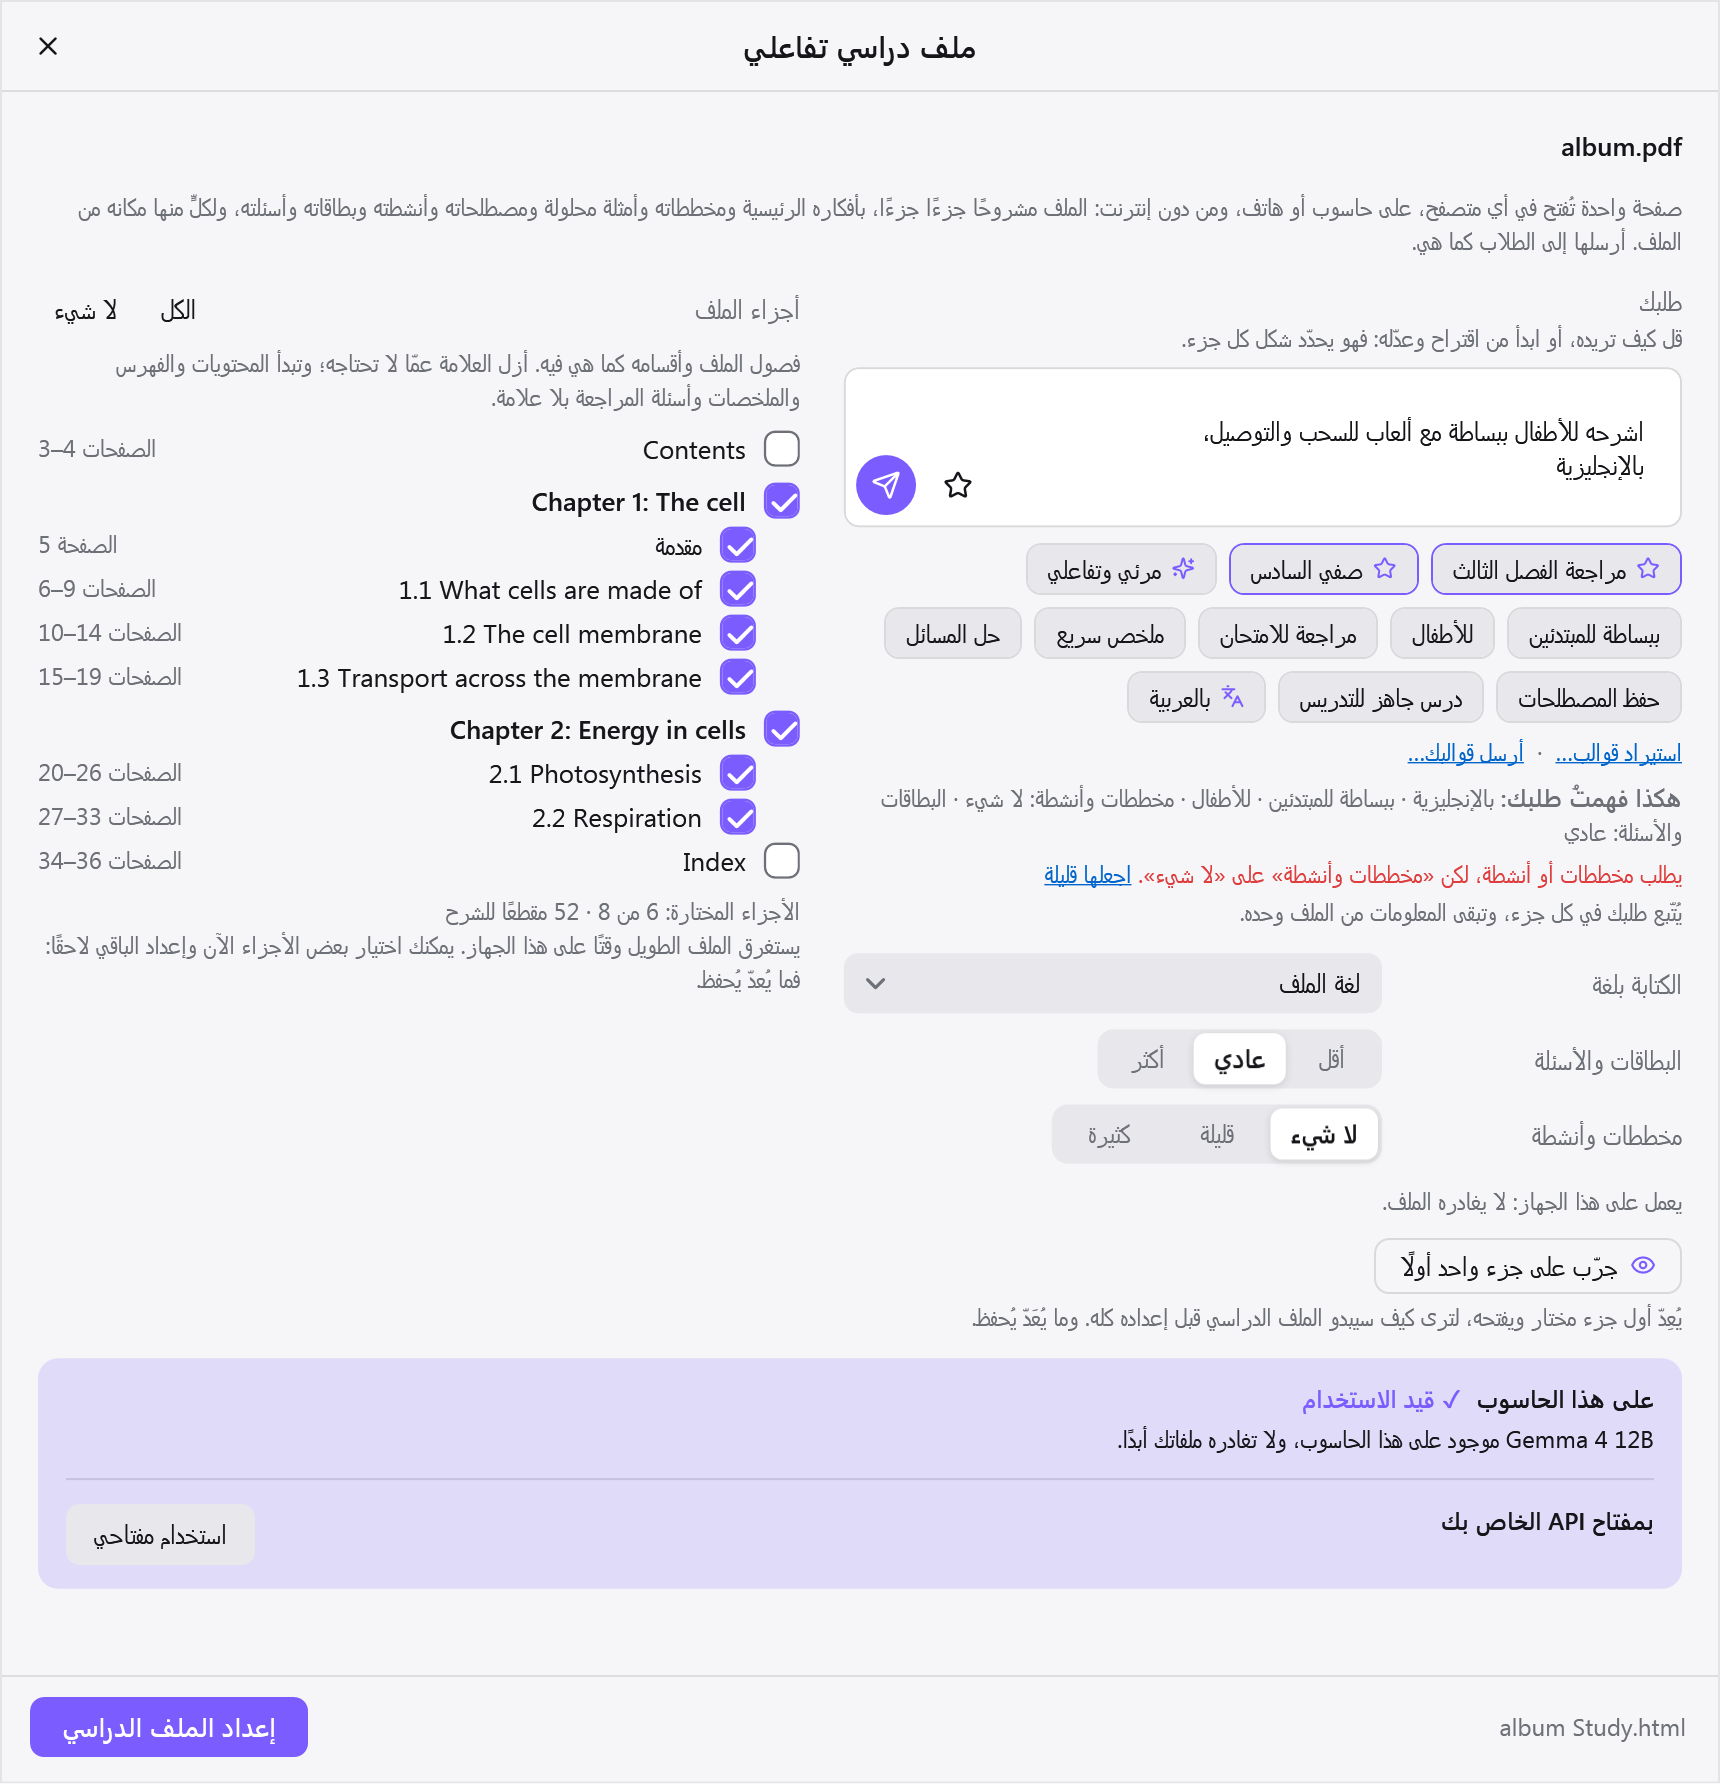 ملف دراسي تفاعلي
album.pdf
صفحة واحدة تُفتح في أي متصفح، على حاسوب أو هاتف، ومن دون إنترنت: الملف مشروحًا جزءًا جزءًا، بأفكاره الرئيسية ومخططاته وأمثلة محلولة ومصطلحاته وأنشطته وبطاقاته وأسئلته، ولكلٍّ منها مكانه من
الملف. أرسلها إلى الطلاب كما هي.
طلبك
قل كيف تريده، أو ابدأ من اقتراح وعدّله: فهو يحدّد شكل كل جزء.
اشرحه للأطفال ببساطة مع ألعاب للسحب والتوصيل،
بالإنجليزية
مراجعة الفصل الثالث
صفي السادس
مرئي وتفاعلي
ببساطة للمبتدئين
للأطفال
مراجعة للامتحان
ملخص سريع
حل المسائل
حفظ المصطلحات
درس جاهز للتدريس
بالعربية
استيراد قوالب... · أرسل قوالبك...
هكذا فهمتُ طلبك: بالإنجليزية · ببساطة للمبتدئين · للأطفال · مخططات وأنشطة: لا شيء · البطاقات
والأسئلة: عادي
يطلب مخططات أو أنشطة، لكن «مخططات وأنشطة» على «لا شيء». اجعلها قليلة
يُتّبع طلبك في كل جزء، وتبقى المعلومات من الملف وحده.
الكتابة بلغة
لغة الملف
البطاقات والأسئلة
أقل
عادي
أكثر
مخططات وأنشطة
لا شيء
قليلة
كثيرة
يعمل على هذا الجهاز: لا يغادره الملف.
جرّب على جزء واحد أولًا
يُعِدّ أول جزء مختار ويفتحه، لترى كيف سيبدو الملف الدراسي قبل إعداده كله. وما يُعَدّ يُحفظ.
أجزاء الملف
الكل
لا شيء
فصول الملف وأقسامه كما هي فيه. أزل العلامة عمّا لا تحتاجه؛ وتبدأ المحتويات والفهرس
والملخصات وأسئلة المراجعة بلا علامة.
Contents الصفحات 3–4
Chapter 1: The cell
مقدمة الصفحة 5
1.1 What cells are made of الصفحات 6–9
1.2 The cell membrane الصفحات 10–14
1.3 Transport across the membrane الصفحات 15–19
Chapter 2: Energy in cells
2.1 Photosynthesis الصفحات 20–26
2.2 Respiration الصفحات 27–33
Index الصفحات 34–36
الأجزاء المختارة: 6 من 8 · 52 مقطعًا للشرح
يستغرق الملف الطويل وقتًا على هذا الجهاز. يمكنك اختيار بعض الأجزاء الآن وإعداد الباقي لاحقًا:
فما يُعدّ يُحفظ.
على هذا الحاسوب ✓ قيد الاستخدام
Gemma 4 12B موجود على هذا الحاسوب، ولا تغادره ملفاتك أبدًا.
بمفتاح API الخاص بك
استخدام مفتاحي
album Study.html
إعداد الملف الدراسي